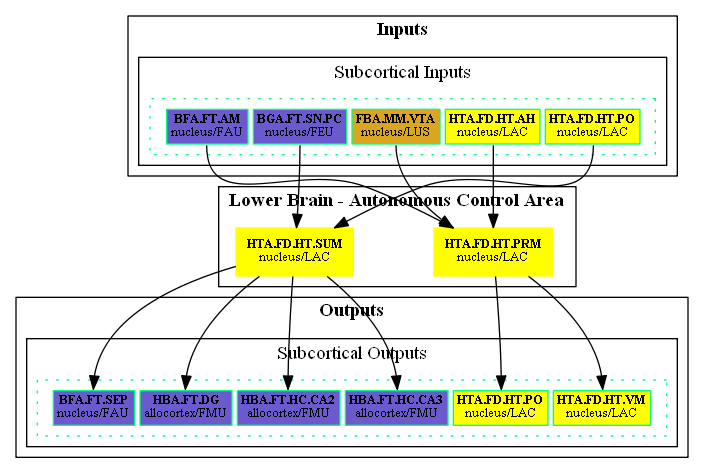 Inputs
Subcortical Inputs
BFA.FT.AM
nucleus/FAU
BGA.FT.SN.PC
nucleus/FEU
FBA.MM.VTA
nucleus/LUS
HTA.FD.HT.AH
nucleus/LAC
HTA.FD.HT.PO
nucleus/LAC
Lower Brain - Autonomous Control Area
HTA.FD.HT.SUM
nucleus/LAC
HTA.FD.HT.PRM
nucleus/LAC
Outputs
Subcortical Outputs
BFA.FT.SEP
nucleus/FAU
HBA.FT.DG
allocortex/FMU
HBA.FT.HC.CA2
allocortex/FMU
HBA.FT.HC.CA3
allocortex/FMU
HTA.FD.HT.PO
nucleus/LAC
HTA.FD.HT.VM
nucleus/LAC